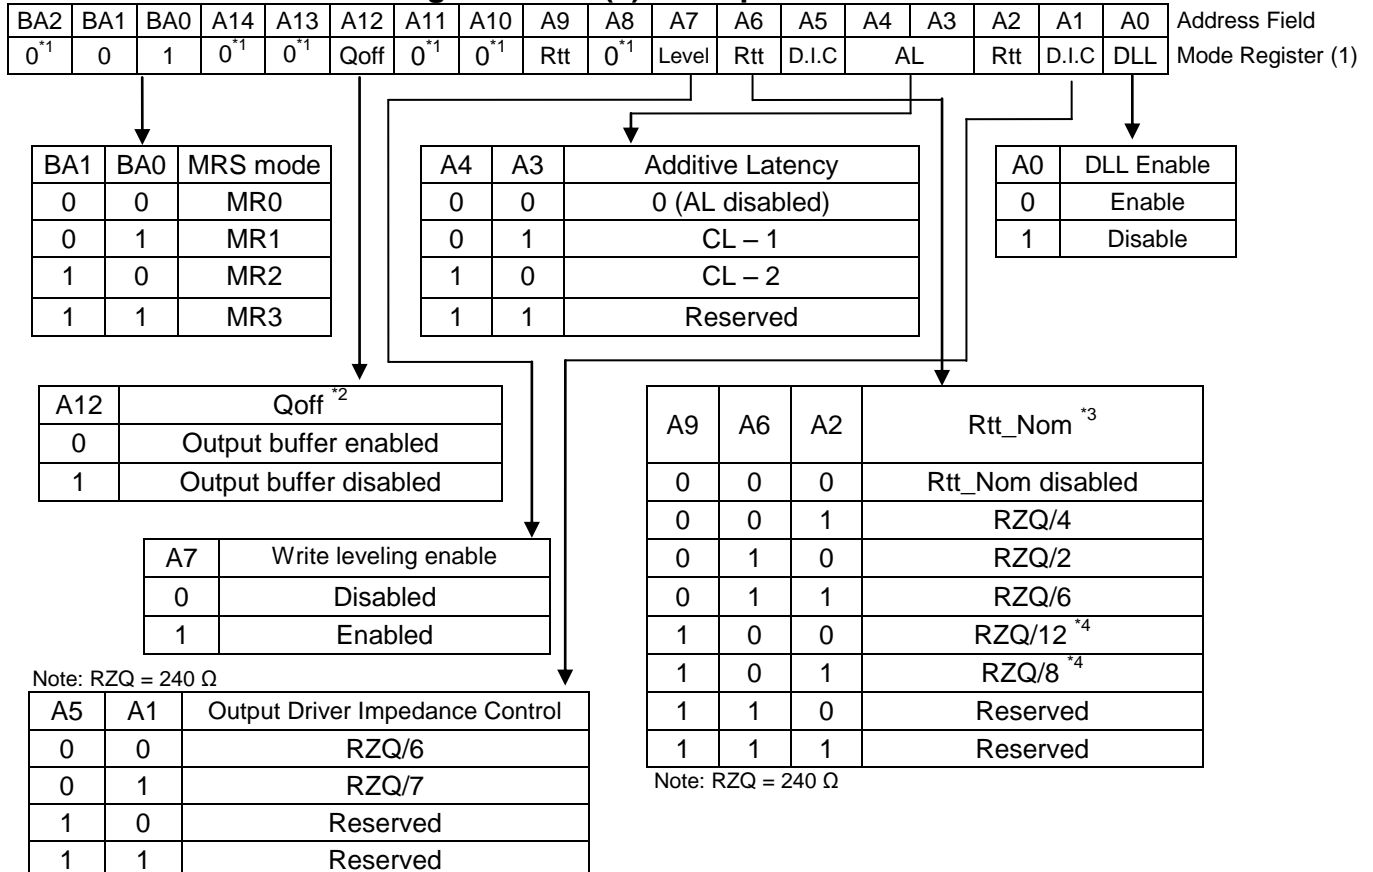 BA2 BA1 BA0 A14 A13 A12 A11 A10 A9 A8 A7 A6 A5 A4 A3 A2 A1 A0 Address Field
0*1 0 1 0*1 0*1 Qoff 0*1 0*1 Rtt 0*1 Level Rtt D.I.C AL Rtt D.I.C DLL Mode Register (1)
BA1 BA0 MRS mode
0 0 MR0
0 1 MR1
1 0 MR2
1 1 MR3
A4 A3 Additive Latency
0 0 0 (AL disabled)
0 1 CL – 1
1 0 CL – 2
1 1 Reserved
A0 DLL Enable
0 Enable
1 Disable
A12 Qoff *2
0 Output buffer enabled
1 Output buffer disabled
A7 Write leveling enable
0 Disabled
1 Enabled
A9 A6 A2 Rtt_Nom *3
0 0 0 Rtt_Nom disabled
0 0 1 RZQ/4
0 1 0 RZQ/2
0 1 1 RZQ/6
1 0 0 RZQ/12 *4
1 0 1 RZQ/8 *4
1 1 0 Reserved
1 1 1 Reserved
Note: RZQ = 240 Ω
Note: RZQ = 240 Ω
A5 A1 Output Driver Impedance Control
0 0 RZQ/6
0 1 RZQ/7
1 0 Reserved
1 1 Reserved